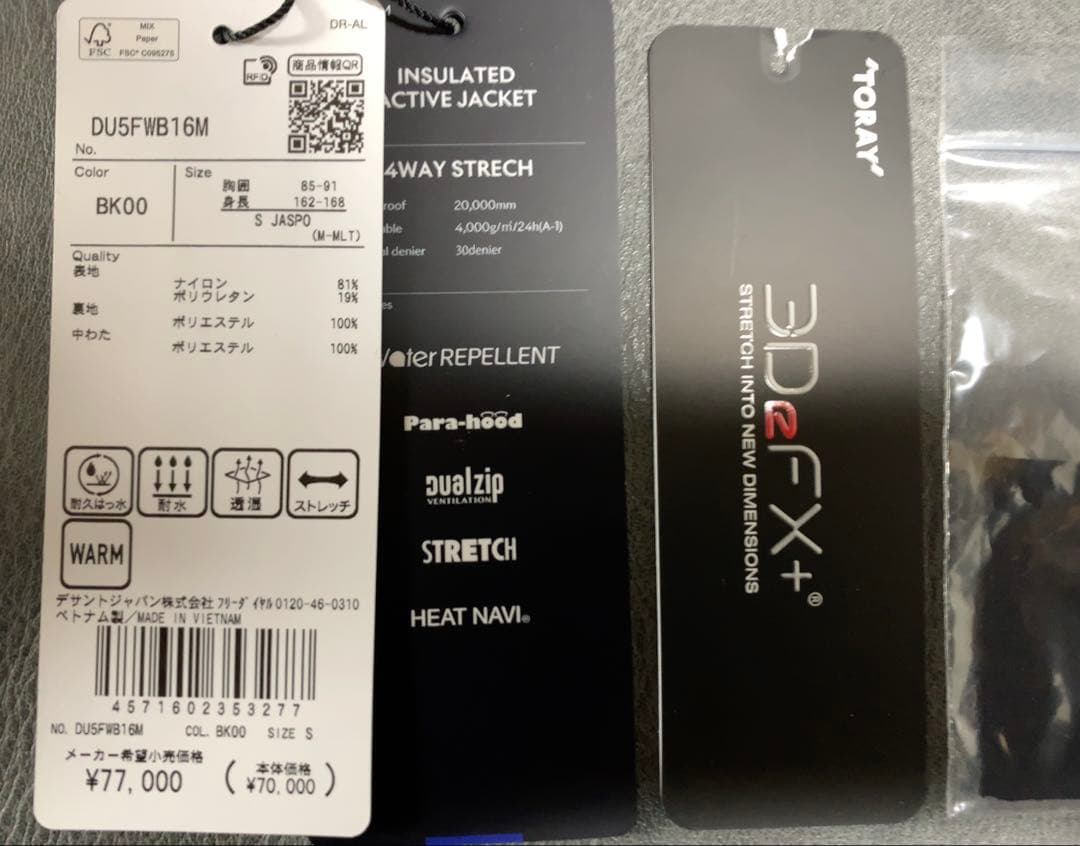 MIX
Paper
FSC
FSC® C095275
DR-AL
RFID
商品情報QR
DU5FWB16M
No.
Color
BK00
Size
胸囲 85-91
身長 162-168
S JASPO
(M-MLT)
Quality
表地
ナイロン 81%
ポリウレタン 19%
裏地
ポリエステル 100%
中わた
ポリエステル 100%
耐久はっ水
耐水
透湿
ストレッチ
WARM
デサントジャパン株式会社 フリーダイヤル0120-46-0310
ベトナム製/MADE IN VIETNAM
4571602353277
NO. DU5FWB16M COL. BK00 SIZE S
メーカー希望小売価格
¥77,000
(本体価格
¥70,000)
INSULATED
ACTIVE JACKET
4WAY STRECH
roof 20,000mm
ble 4,000g/㎡/24h(A-1)
al denier 30denier
es
Water REPELLENT
Para-hood
Dualzip
VENTILATION
STRETCH
HEAT NAVI®
'TORAY'
3DeFX+®
STRETCH INTO NEW DIMENSIONS